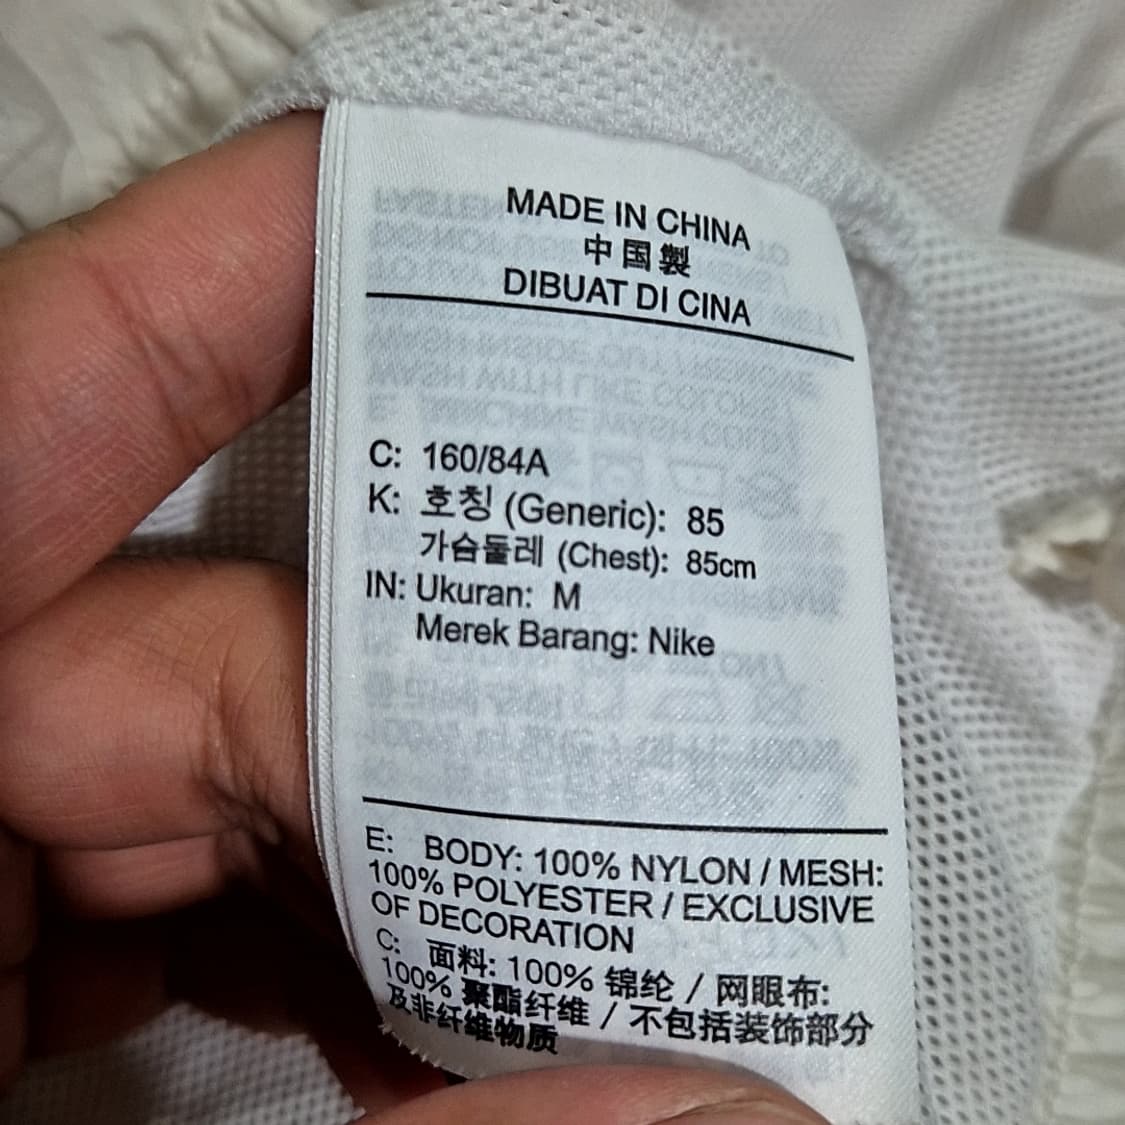 MADE IN CHINA
中国製
DIBUAT DI CINA
C: 160/84A
K: 호칭 (Generic): 85
가슴둘레 (Chest): 85cm
IN: Ukuran: M
Merek Barang: Nike
E: BODY: 100% NYLON / MESH:
100% POLYESTER / EXCLUSIVE
OF DECORATION
C: 面料: 100% 锦纶 / 网眼布:
100% 聚酯纤维 / 不包括装饰部分
及非纤维物质